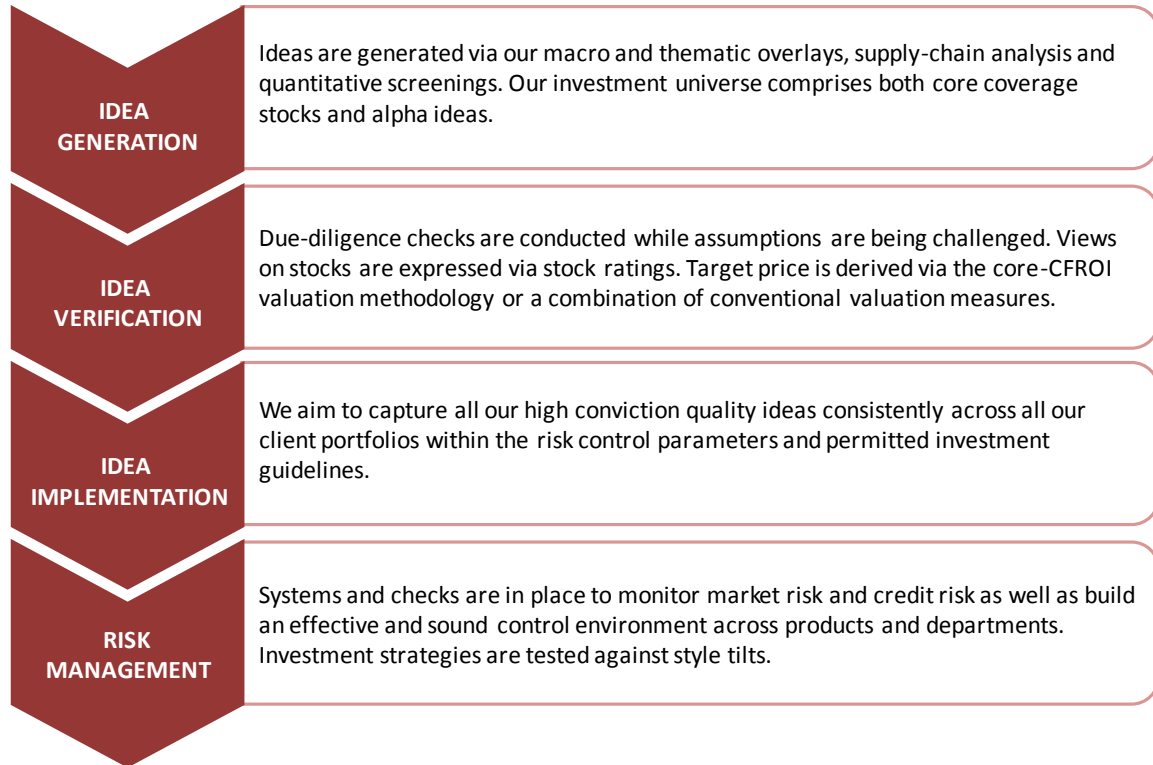 IDEA
GENERATION
Ideas are generated via our macro and thematic overlays, supply-chain analysis and
quantitative screenings. Our investment universe comprises both core coverage
stocks and alpha ideas.
IDEA
VERIFICATION
Due-diligence checks are conducted while assumptions are being challenged. Views
on stocks are expressed via stock ratings. Target price is derived via the core-CFROI
valuation methodology or a combination of conventional valuation measures.
IDEA
IMPLEMENTATION
We aim to capture all our high conviction quality ideas consistently across all our
client portfolios within the risk control parameters and permitted investment
guidelines.
RISK
MANAGEMENT
Systems and checks are in place to monitor market risk and credit risk as well as build
an effective and sound control environment across products and departments.
Investment strategies are tested against style tilts.